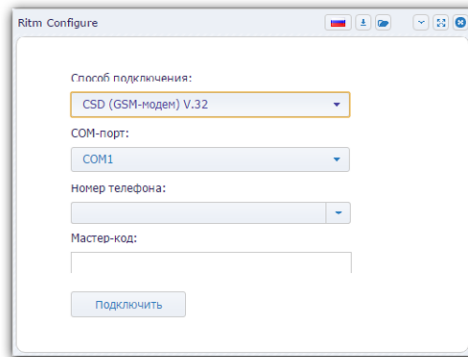 Ritm Configure
Способ подключения:
CSD (GSM-модем) V.32
COM-порт:
COM1
Номер телефона:
Мастер-код:
Подключить